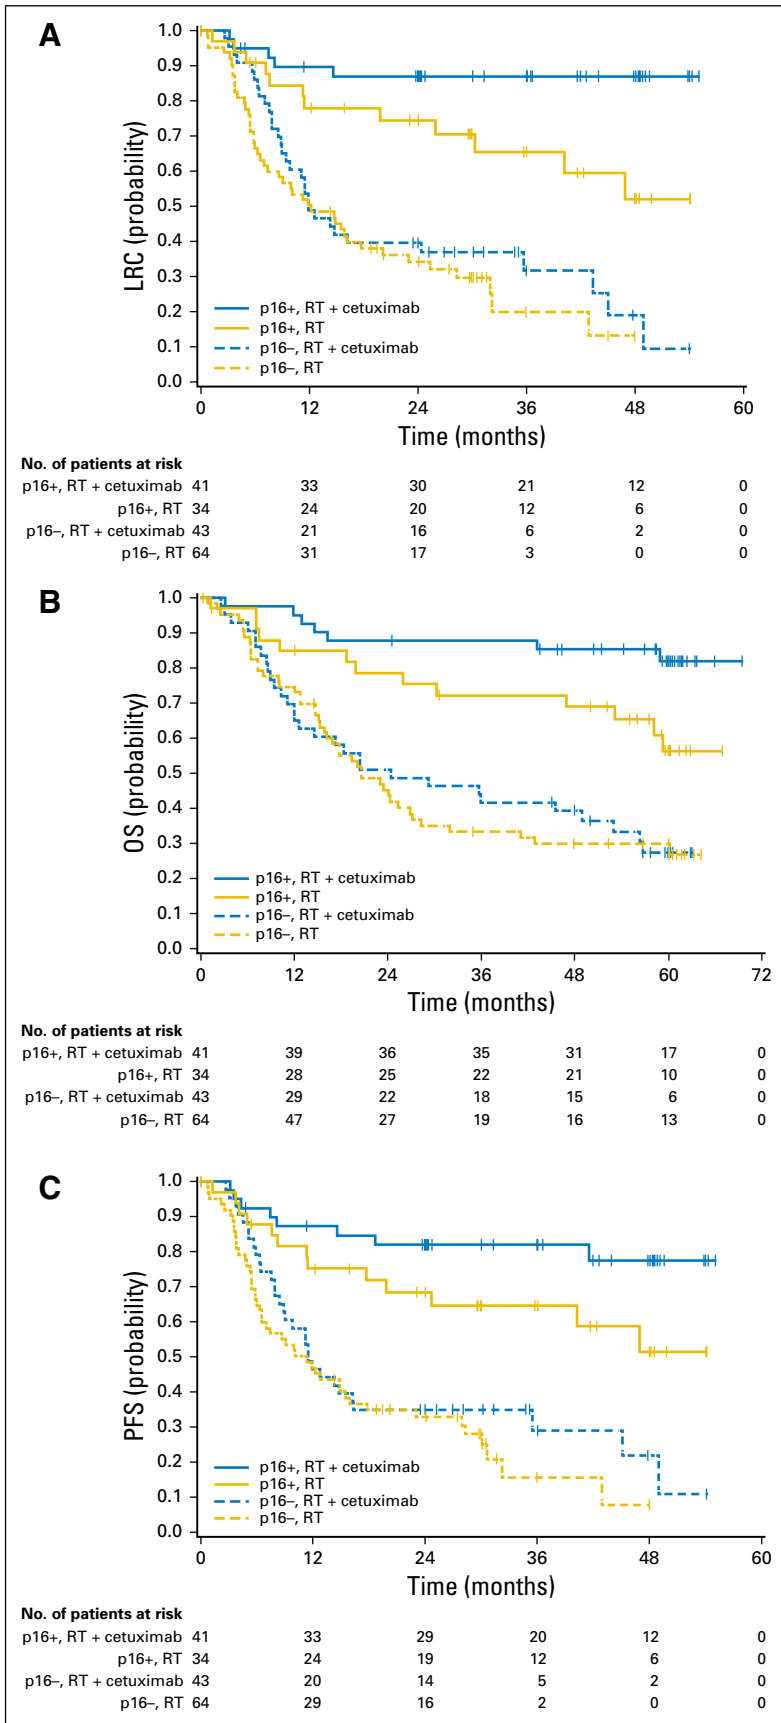 A
1.0
0.9
0.8
0.7
0.6
0.5
0.4
0.3
0.2
0.1
0.0
LRC (probability)
p16+, RT + cetuximab
p16+, RT
p16–, RT + cetuximab
p16–, RT
0 12 24 36 48 60
Time (months)
No. of patients at risk
p16+, RT + cetuximab 41 33 30 21 12 0
p16+, RT 34 24 20 12 6 0
p16–, RT + cetuximab 43 21 16 6 2 0
p16–, RT 64 31 17 3 0 0
B
1.0
0.9
0.8
0.7
0.6
0.5
0.4
0.3
0.2
0.1
0.0
OS (probability)
p16+, RT + cetuximab
p16+, RT
p16–, RT + cetuximab
p16–, RT
0 12 24 36 48 60 72
Time (months)
No. of patients at risk
p16+, RT + cetuximab 41 39 36 35 31 17 0
p16+, RT 34 28 25 22 21 10 0
p16–, RT + cetuximab 43 29 22 18 15 6 0
p16–, RT 64 47 27 19 16 13 0
C
1.0
0.9
0.8
0.7
0.6
0.5
0.4
0.3
0.2
0.1
0.0
PFS (probability)
p16+, RT + cetuximab
p16+, RT
p16–, RT + cetuximab
p16–, RT
0 12 24 36 48 60
Time (months)
No. of patients at risk
p16+, RT + cetuximab 41 33 29 20 12 0
p16+, RT 34 24 19 12 6 0
p16–, RT + cetuximab 43 20 14 5 2 0
p16–, RT 64 29 16 2 0 0